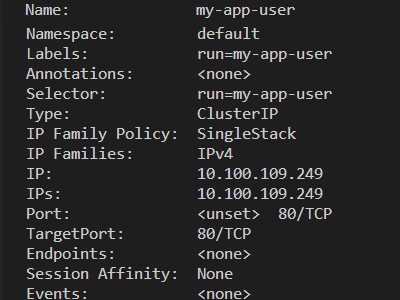 Name: my-app-user
Namespace: default
Labels: run=my-app-user
Annotations: <none>
Selector: run=my-app-user
Type: ClusterIP
IP Family Policy: SingleStack
IP Families: IPv4
IP: 10.100.109.249
IPs: 10.100.109.249
Port: <unset> 80/TCP
TargetPort: 80/TCP
Endpoints: <none>
Session Affinity: None
Events: <none>